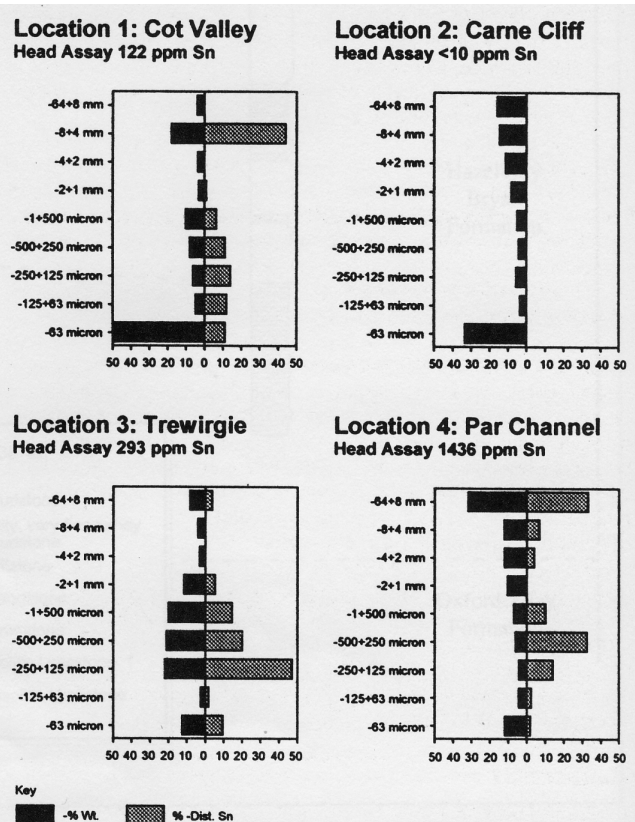 Location 1: Cot Valley
Head Assay 122 ppm Sn
-64+8 mm
-8+4 mm
-4+2 mm
-2+1 mm
-1+500 micron
-500+250 micron
-250+125 micron
-125+63 micron
-63 micron
50 40 30 20 10 0 10 20 30 40 50
Location 2: Carne Cliff
Head Assay <10 ppm Sn
-64+8 mm
-8+4 mm
-4+2 mm
-2+1 mm
-1+500 micron
-500+250 micron
-250+125 micron
-125+63 micron
-63 micron
50 40 30 20 10 0 10 20 30 40 50
Location 3: Trewirgie
Head Assay 293 ppm Sn
-64+8 mm
-8+4 mm
-4+2 mm
-2+1 mm
-1+500 micron
-500+250 micron
-250+125 micron
-125+63 micron
-63 micron
50 40 30 20 10 0 10 20 30 40 50
Location 4: Par Channel
Head Assay 1436 ppm Sn
-64+8 mm
-8+4 mm
-4+2 mm
-2+1 mm
-1+500 micron
-500+250 micron
-250+125 micron
-125+63 micron
-63 micron
50 40 30 20 10 0 10 20 30 40 50
Key
-% Wt.
% -Dist. Sn